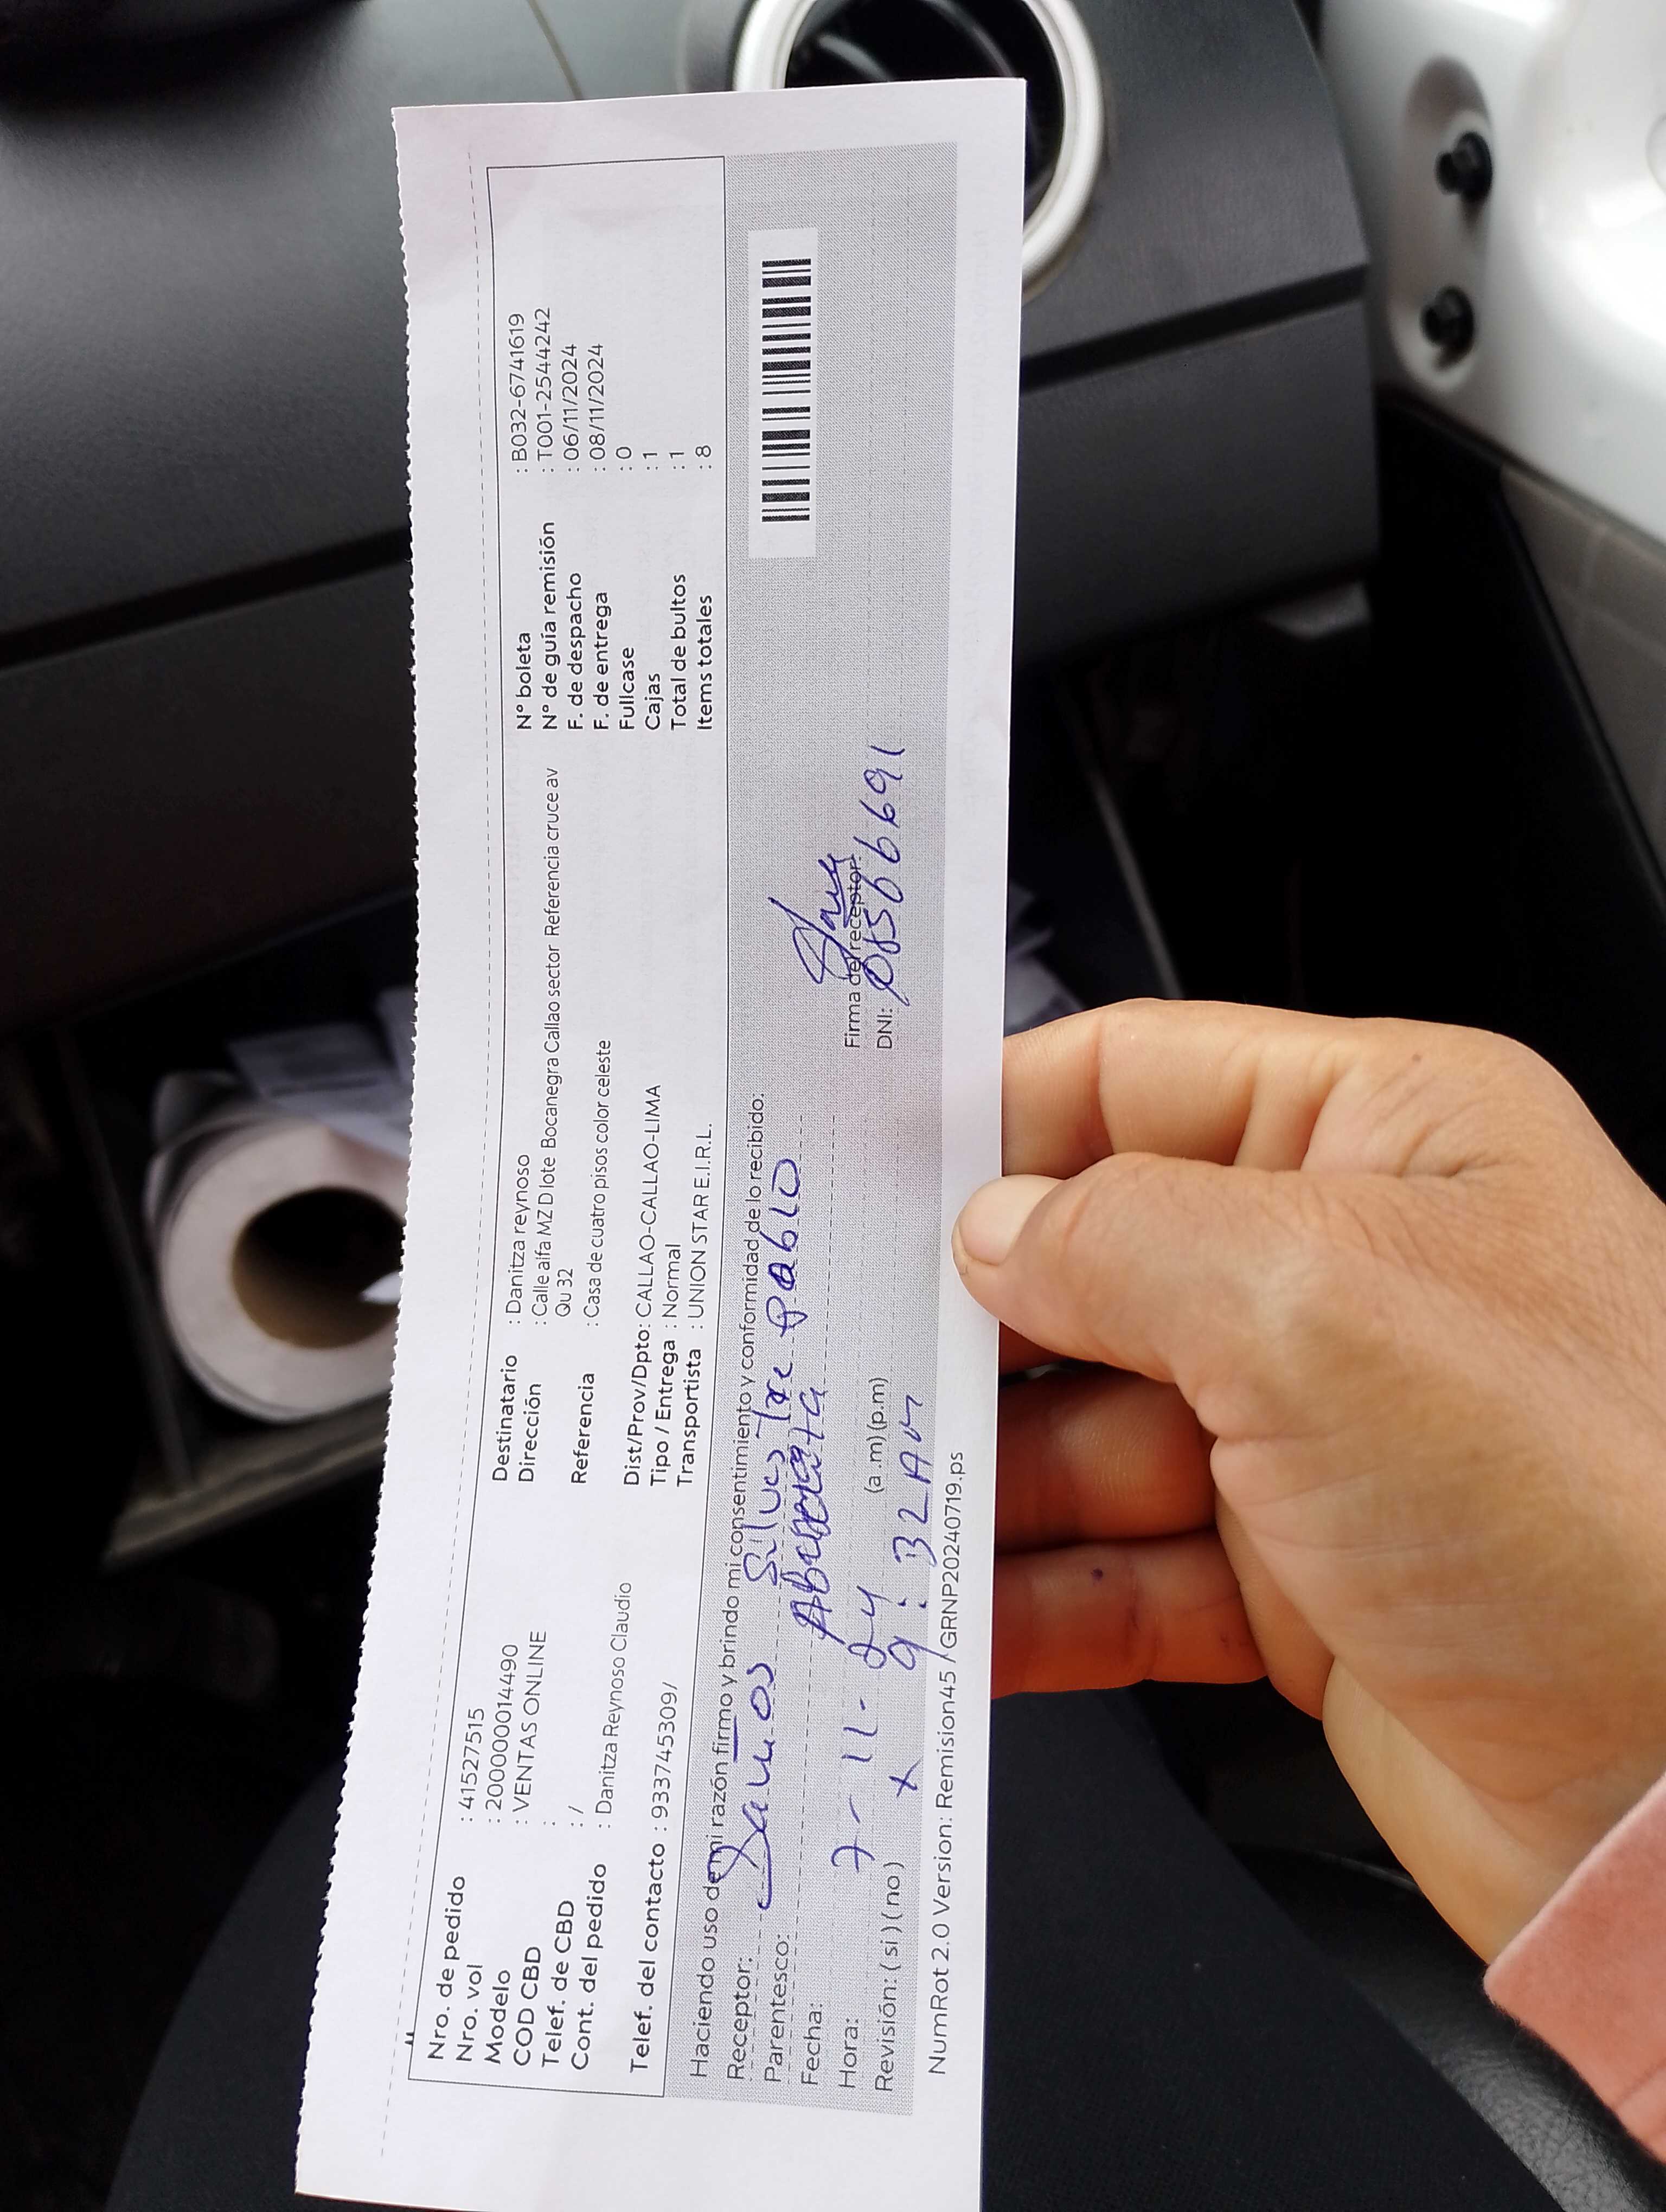 Nro. de pedido : 41527515
Nro. vol : 2000000014490
Modelo : VENTAS ONLINE
COD CBD :
Telef. de CBD : /
Cont. del pedido : Danitza Reynoso Claudio
Telef. del contacto : 933745309/
Destinatario : Danitza reynoso
Dirección : Calle alfa MZ D lote Bocanegra Callao sector Referencia cruce av
Qu 32
Referencia : Casa de cuatro pisos color celeste
Dist/Prov/Dpto: CALLAO-CALLAO-LIMA
Tipo / Entrega : Normal
Transportista : UNION STAR E.I.R.L.
N° boleta : B032-6741619
N° de guía remisión : T001-2544242
F. de despacho : 06/11/2024
F. de entrega : 08/11/2024
Fullcase : 0
Cajas : 1
Total de bultos : 1
Items totales : 8
Haciendo uso de mi razón firmo y brindo mi consentimiento y conformidad de lo recibido:
Receptor: Silvestre Pablo
Parentesco:
Fecha: 7-11-24
Hora: 9:32 AM (a.m) (p.m)
Revisión: ( si ) ( no ) x
Firma del receptor:
DNI: 08566691
NumRot 2.0 Version: Remision45 /GRNP20240719.ps